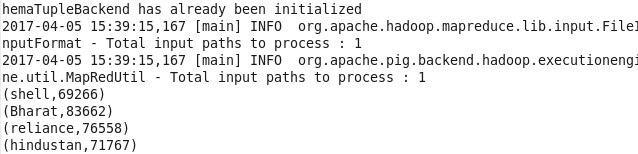 hemaTupleBackend has already been initialized
2017-04-05 15:39:15,167 [main] INFO  org.apache.hadoop.mapreduce.lib.input.FileI
nputFormat - Total input paths to process : 1
2017-04-05 15:39:15,167 [main] INFO  org.apache.pig.backend.hadoop.executionengi
ne.util.MapRedUtil - Total input paths to process : 1
(shell,69266)
(Bharat,83662)
(reliance,76558)
(hindustan,71767)